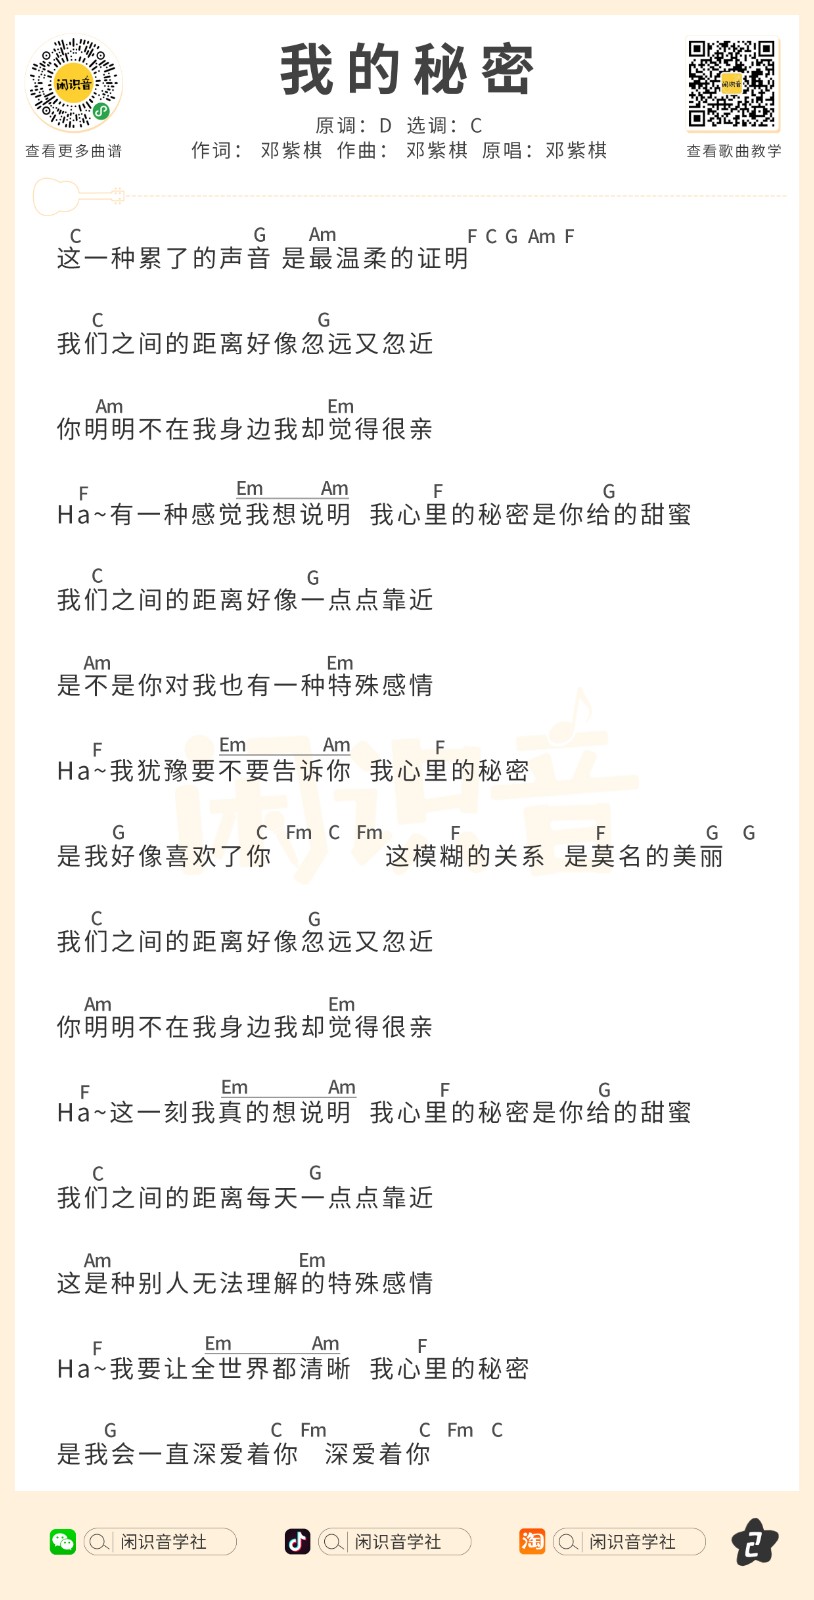 我的秘密
闲识音
查看更多曲谱
原调：D 选调：C
作词： 邓紫棋 作曲： 邓紫棋 原唱：邓紫棋
闲识音
查看歌曲教学
C G Am F C G Am F
这一种累了的声音 是最温柔的证明
C G
我们之间的距离好像忽远又忽近
Am Em
你明明不在我身边我却觉得很亲
F Em Am F G
Ha~有一种感觉我想说明 我心里的秘密是你给的甜蜜
C G
我们之间的距离好像一点点靠近
Am Em
是不是你对我也有一种特殊感情
F Em Am F
Ha~我犹豫要不要告诉你 我心里的秘密
G C Fm C Fm F F G G
是我好像喜欢了你 这模糊的关系 是莫名的美丽
C G
我们之间的距离好像忽远又忽近
Am Em
你明明不在我身边我却觉得很亲
F Em Am F G
Ha~这一刻我真的想说明 我心里的秘密是你给的甜蜜
C G
我们之间的距离每天一点点靠近
Am Em
这是种别人无法理解的特殊感情
F Em Am F
Ha~我要让全世界都清晰 我心里的秘密
G C Fm C Fm C
是我会一直深爱着你 深爱着你
闲识音
闲识音学社 闲识音学社 淘 闲识音学社 2